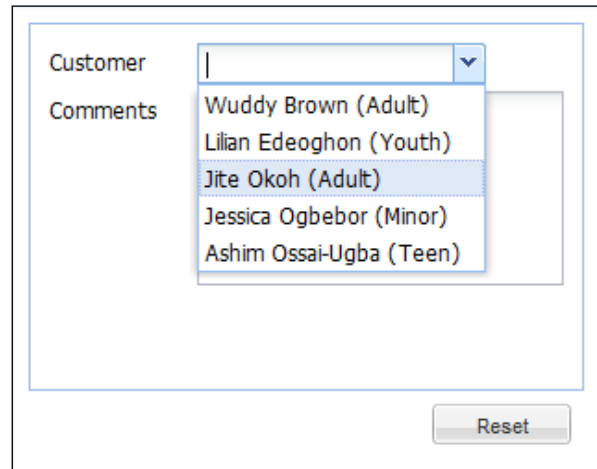 Customer
Comments
Wuddy Brown (Adult)
Lilian Edeoghon (Youth)
Jite Okoh (Adult)
Jessica Ogbebor (Minor)
Ashim Ossai-Ugba (Teen)
Reset